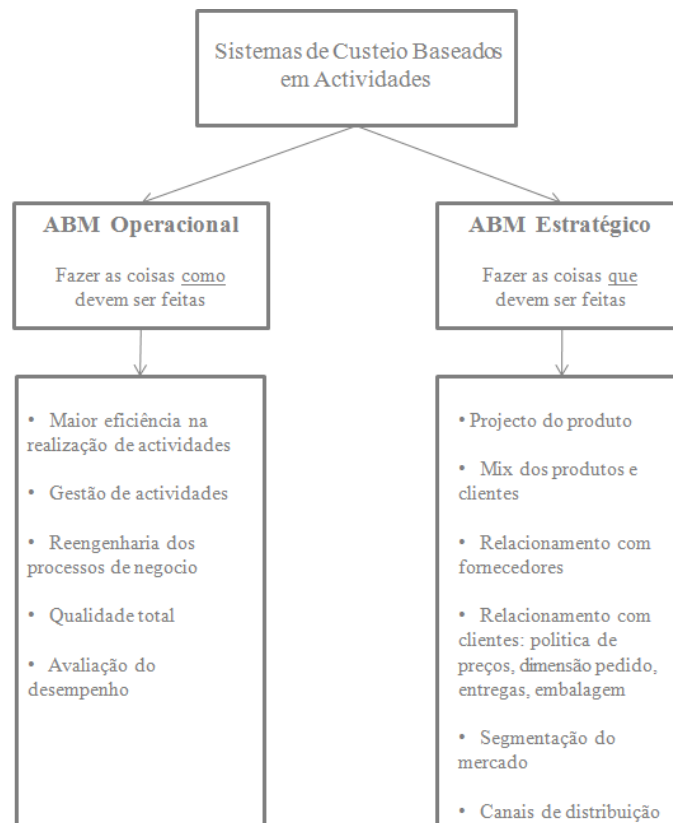 Sistemas de Custeio Baseados
em Actividades
ABM Operacional
Fazer as coisas como
devem ser feitas
ABM Estratégico
Fazer as coisas que
devem ser feitas
• Maior eficiência na
realização de actividades
• Gestão de actividades
• Reengenharia dos
processos de negocio
• Qualidade total
• Avaliação do
desempenho
• Projecto do produto
• Mix dos produtos e
clientes
• Relacionamento com
fornecedores
• Relacionamento com
clientes: politica de
preços, dimensão pedido,
entregas, embalagem
• Segmentação do
mercado
• Canais de distribuição